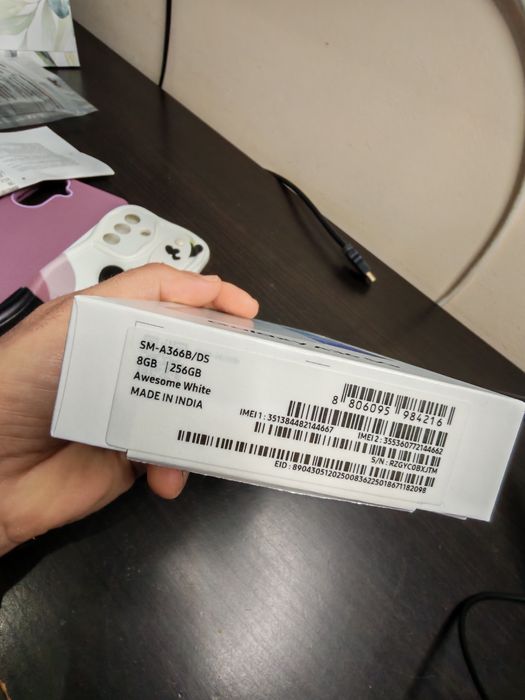 SM-A366B/DS
8GB | 256GB
Awesome White
MADE IN INDIA
8 806095 984216
IMEI 1 : 351384482144667
IMEI 2 : 355360772144662
S/N : RZGYC0BXJTM
EID : 89043051202500836225018671182098